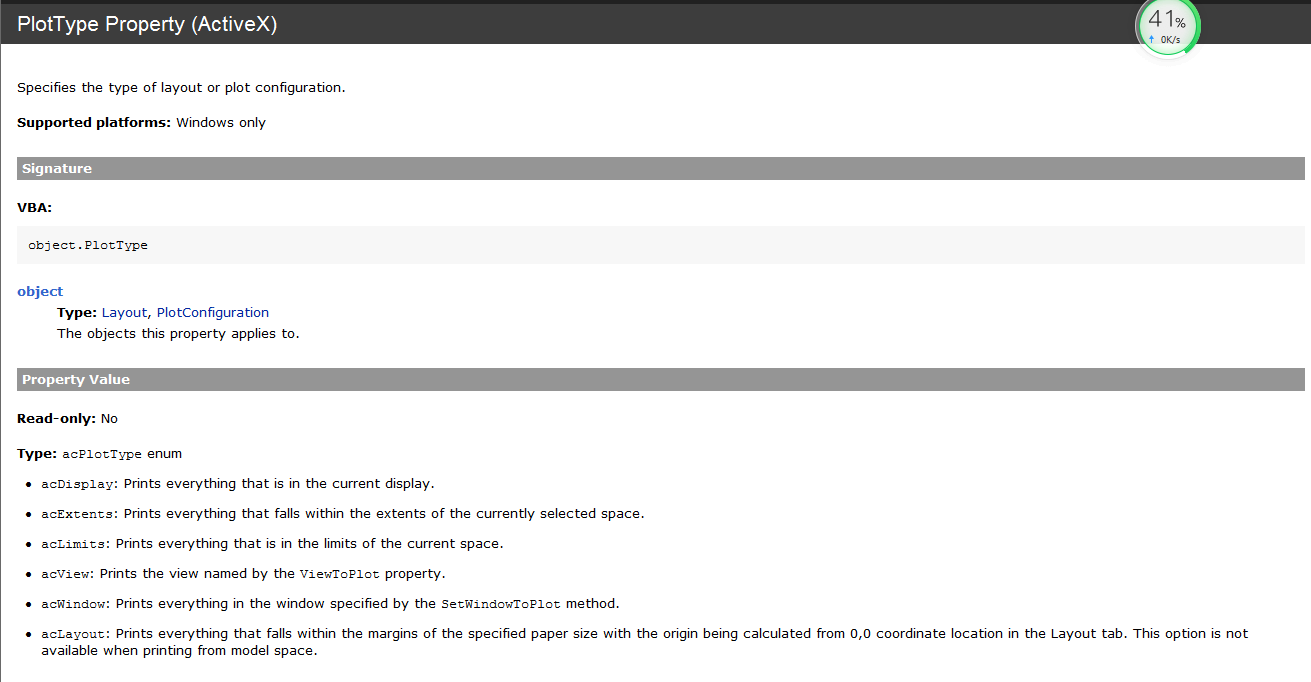 PlotType Property (ActiveX)
41%
↑ 0K/s
Specifies the type of layout or plot configuration.
Supported platforms: Windows only
Signature
VBA:
object.PlotType
object
Type: Layout, PlotConfiguration
The objects this property applies to.
Property Value
Read-only: No
Type: acPlotType enum
• acDisplay: Prints everything that is in the current display.
• acExtents: Prints everything that falls within the extents of the currently selected space.
• acLimits: Prints everything that is in the limits of the current space.
• acView: Prints the view named by the ViewToPlot property.
• acWindow: Prints everything in the window specified by the SetWindowToPlot method.
• acLayout: Prints everything that falls within the margins of the specified paper size with the origin being calculated from 0,0 coordinate location in the Layout tab. This option is not
available when printing from model space.